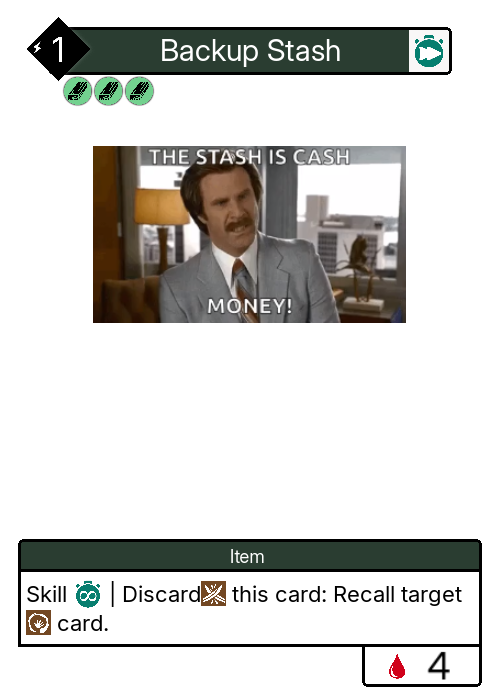 1
Backup Stash
THE STASH IS CASH
MONEY!
Item
Skill | Discard this card: Recall target
card.
4